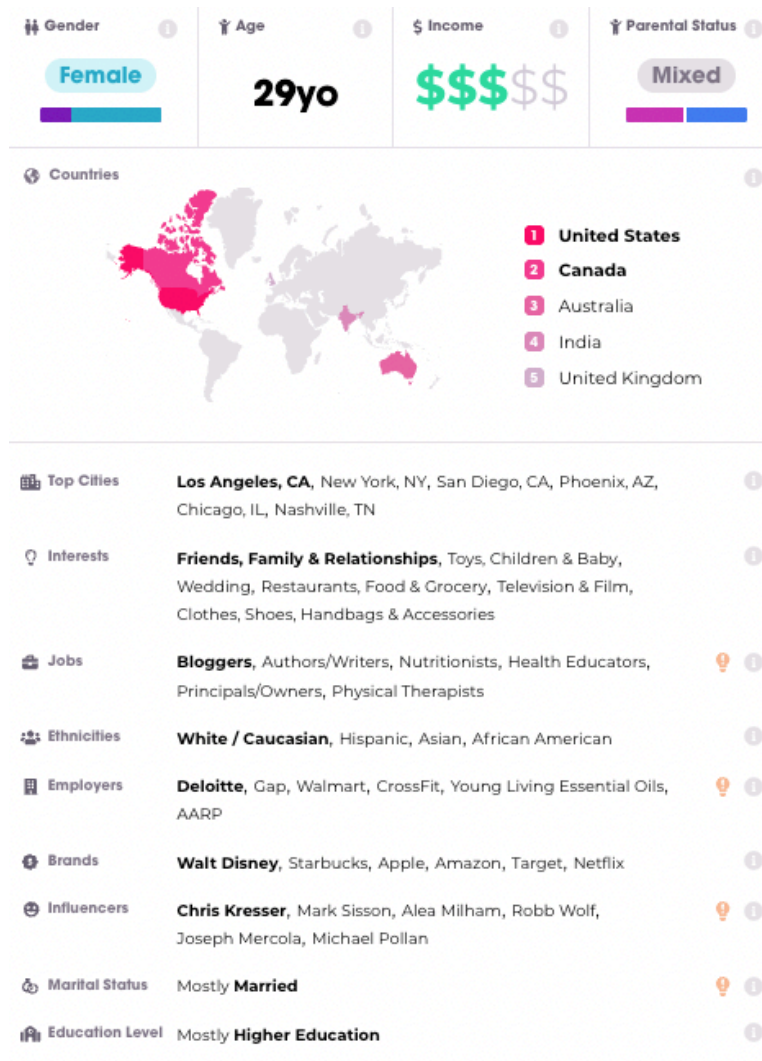 Gender
Female
Age
29yo
$ Income
$$$$$
Parental Status
Mixed
Countries
1 United States
2 Canada
3 Australia
4 India
5 United Kingdom
Top Cities
Los Angeles, CA, New York, NY, San Diego, CA, Phoenix, AZ,
Chicago, IL, Nashville, TN
Interests
Friends, Family & Relationships, Toys, Children & Baby,
Wedding, Restaurants, Food & Grocery, Television & Film,
Clothes, Shoes, Handbags & Accessories
Jobs
Bloggers, Authors/Writers, Nutritionists, Health Educators,
Principals/Owners, Physical Therapists
Ethnicities
White / Caucasian, Hispanic, Asian, African American
Employers
Deloitte, Gap, Walmart, CrossFit, Young Living Essential Oils,
AARP
Brands
Walt Disney, Starbucks, Apple, Amazon, Target, Netflix
Influencers
Chris Kresser, Mark Sisson, Alea Milham, Robb Wolf,
Joseph Mercola, Michael Pollan
Marital Status
Mostly Married
Education Level
Mostly Higher Education